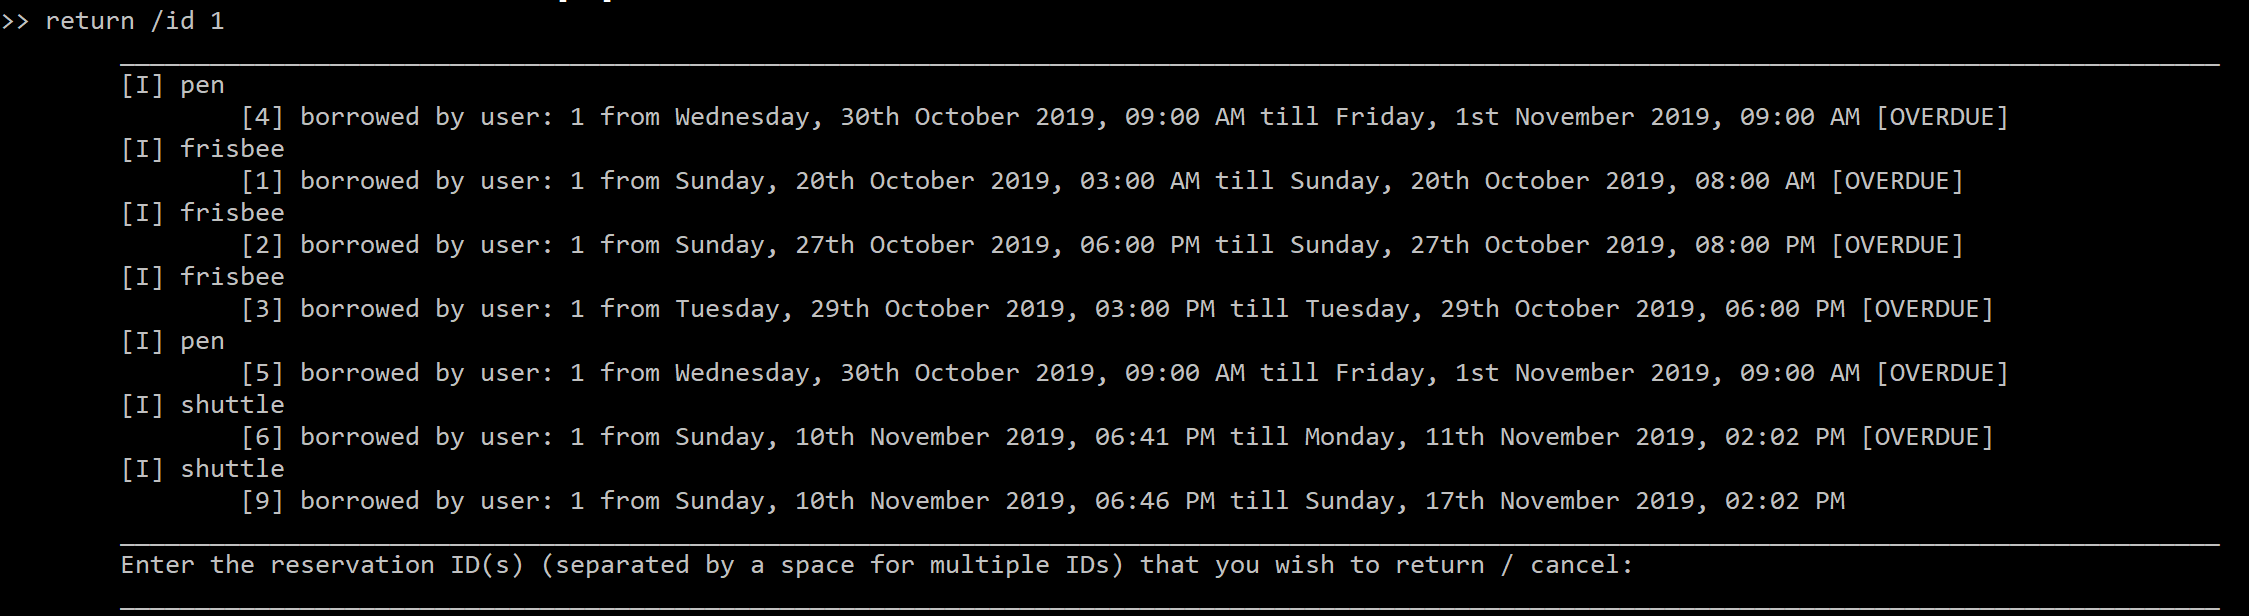 >> return /id 1
[I] pen
[4] borrowed by user: 1 from Wednesday, 30th October 2019, 09:00 AM till Friday, 1st November 2019, 09:00 AM [OVERDUE]
[I] frisbee
[1] borrowed by user: 1 from Sunday, 20th October 2019, 03:00 AM till Sunday, 20th October 2019, 08:00 AM [OVERDUE]
[I] frisbee
[2] borrowed by user: 1 from Sunday, 27th October 2019, 06:00 PM till Sunday, 27th October 2019, 08:00 PM [OVERDUE]
[I] frisbee
[3] borrowed by user: 1 from Tuesday, 29th October 2019, 03:00 PM till Tuesday, 29th October 2019, 06:00 PM [OVERDUE]
[I] pen
[5] borrowed by user: 1 from Wednesday, 30th October 2019, 09:00 AM till Friday, 1st November 2019, 09:00 AM [OVERDUE]
[I] shuttle
[6] borrowed by user: 1 from Sunday, 10th November 2019, 06:41 PM till Monday, 11th November 2019, 02:02 PM [OVERDUE]
[I] shuttle
[9] borrowed by user: 1 from Sunday, 10th November 2019, 06:46 PM till Sunday, 17th November 2019, 02:02 PM
Enter the reservation ID(s) (separated by a space for multiple IDs) that you wish to return / cancel: